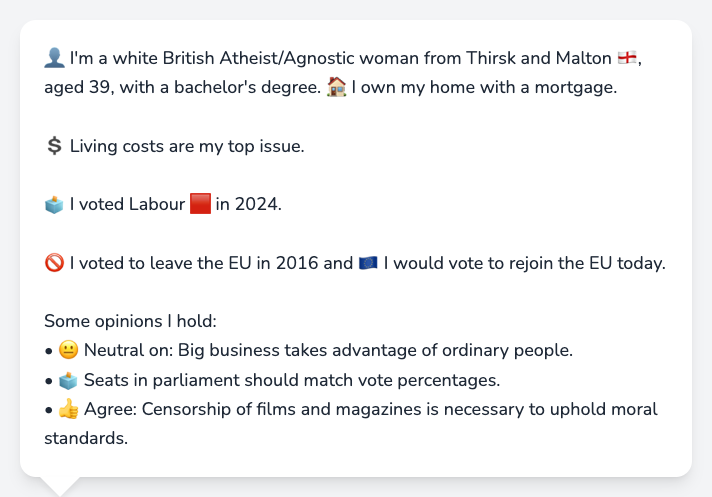 👤 I'm a white British Atheist/Agnostic woman from Thirsk and Malton 🏴󠁧󠁢󠁥󠁮󠁧󠁿,
aged 39, with a bachelor's degree. 🏠 I own my home with a mortgage.
💲 Living costs are my top issue.
🗳️ I voted Labour 🟥 in 2024.
🚫 I voted to leave the EU in 2016 and 🇪🇺 I would vote to rejoin the EU today.
Some opinions I hold:
• 😐 Neutral on: Big business takes advantage of ordinary people.
• 🗳️ Seats in parliament should match vote percentages.
• 👍 Agree: Censorship of films and magazines is necessary to uphold moral
standards.